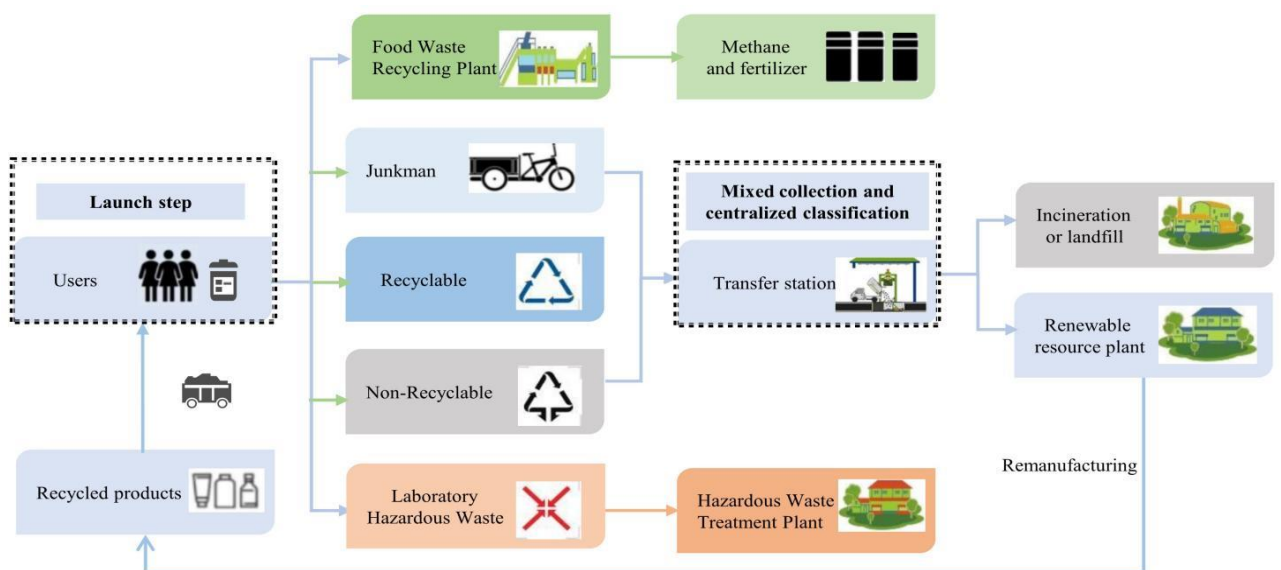 Food Waste
Recycling Plant
Methane
and fertilizer
Junkman
Launch step
Mixed collection and
centralized classification
Incineration
or landfill
Users
Recyclable
Transfer station
Renewable
resource plant
Non-Recyclable
Recycled products
Remanufacturing
Laboratory
Hazardous Waste
Hazardous Waste
Treatment Plant